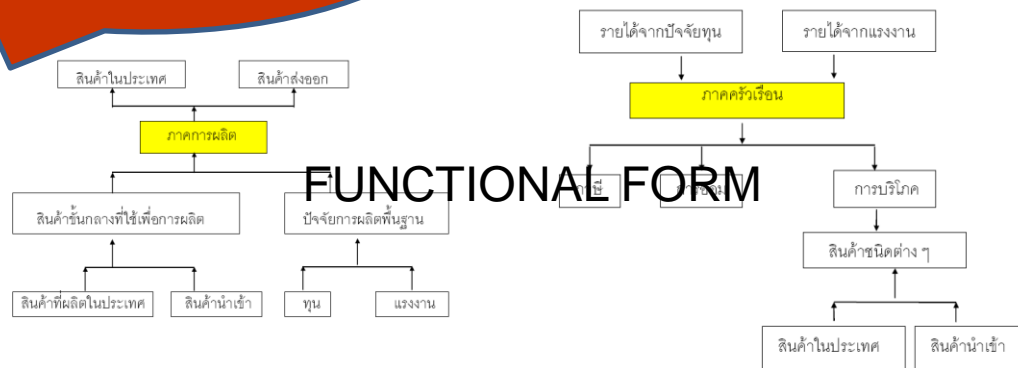 สินค้าในประเทศ
สินค้าส่งออก
ภาคการผลิต
สินค้าขั้นกลางที่ใช้เพื่อการผลิต
ปัจจัยการผลิตพื้นฐาน
สินค้าที่ผลิตในประเทศ
สินค้านำเข้า
ทุน
แรงงาน
FUNCTIONAL FORM
รายได้จากปัจจัยทุน
รายได้จากแรงงาน
ภาคครัวเรือน
การบริโภค
สินค้าชนิดต่าง ๆ
สินค้าในประเทศ
สินค้านำเข้า